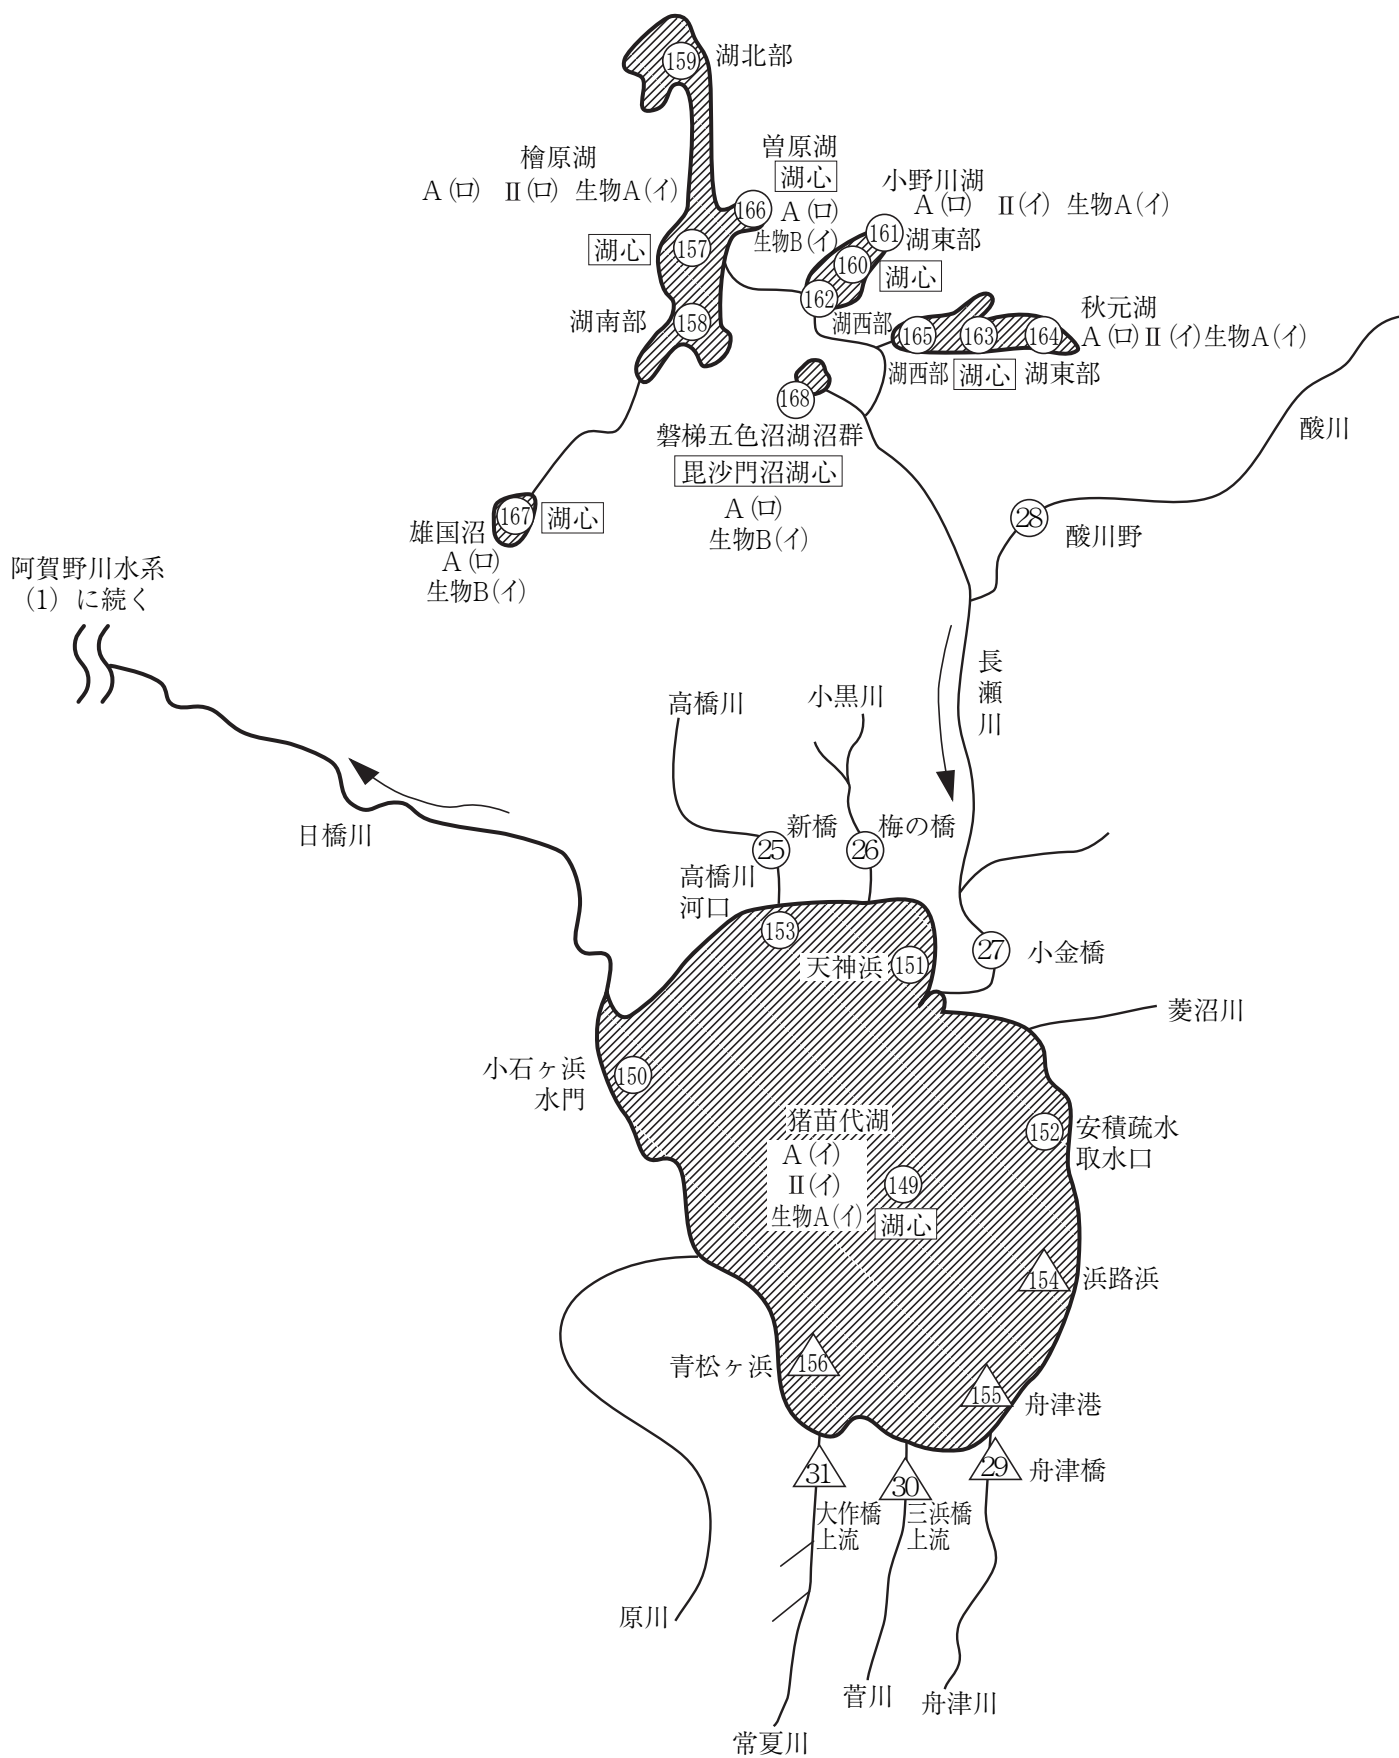 159
湖北部
檜原湖
A(ロ) Ⅱ(ロ) 生物A(イ)
曽原湖
湖心
166
A(ロ)
生物B(イ)
小野川湖
A(ロ) Ⅱ(イ) 生物A(イ)
161
湖東部
湖心
157
160
湖心
162
湖西部
湖南部
158
秋元湖
A(ロ)Ⅱ(イ)生物A(イ)
165
163
164
湖西部
湖心
湖東部
168
磐梯五色沼湖沼群
毘沙門沼湖心
A(ロ)
生物B(イ)
酸川
28
酸川野
167
湖心
雄国沼
A(ロ)
生物B(イ)
阿賀野川水系
(1)に続く
長瀬川
高橋川
小黒川
日橋川
25
新橋
26
梅の橋
高橋川
河口
153
天神浜
151
27
小金橋
菱沼川
小石ヶ浜
水門
150
猪苗代湖
A(イ)
Ⅱ(イ)
生物A(イ)
149
湖心
152
安積疏水
取水口
154
浜路浜
青松ヶ浜
156
155
舟津港
31
大作橋
上流
30
三浜橋
上流
29
舟津橋
原川
菅川
舟津川
常夏川